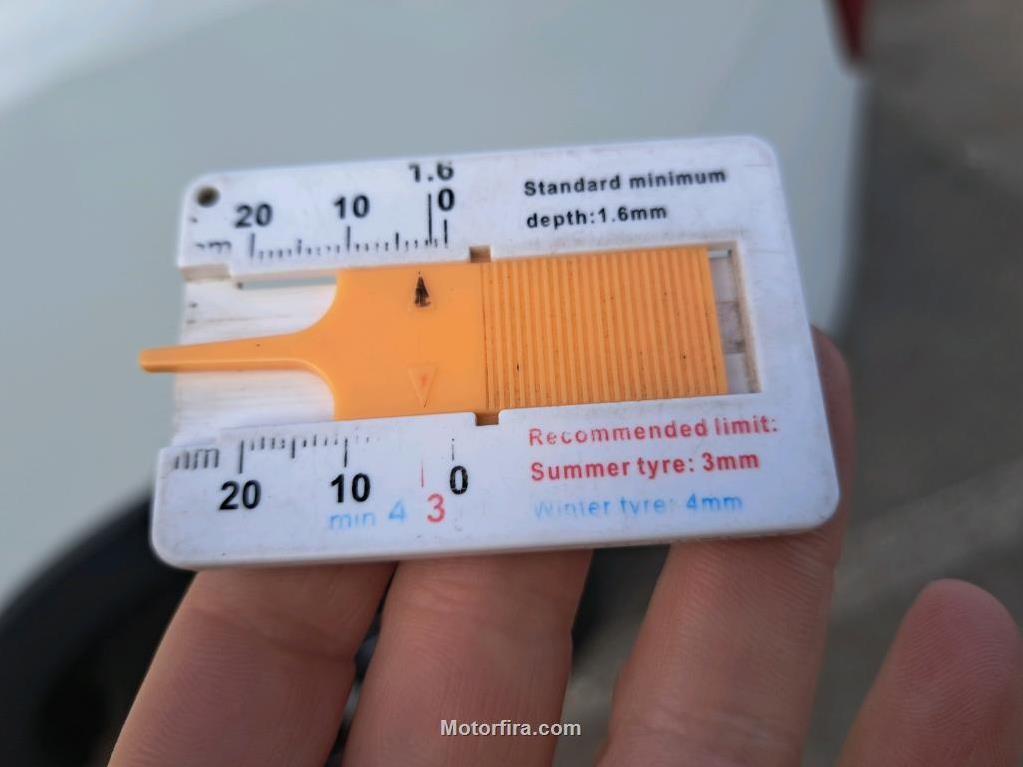 1.6
20 10 0
Standard minimum
depth:1.6mm
Recommended limit:
Summer tyre: 3mm
Winter tyre: 4mm
20 10 0
min 4 3
Motorfira.com